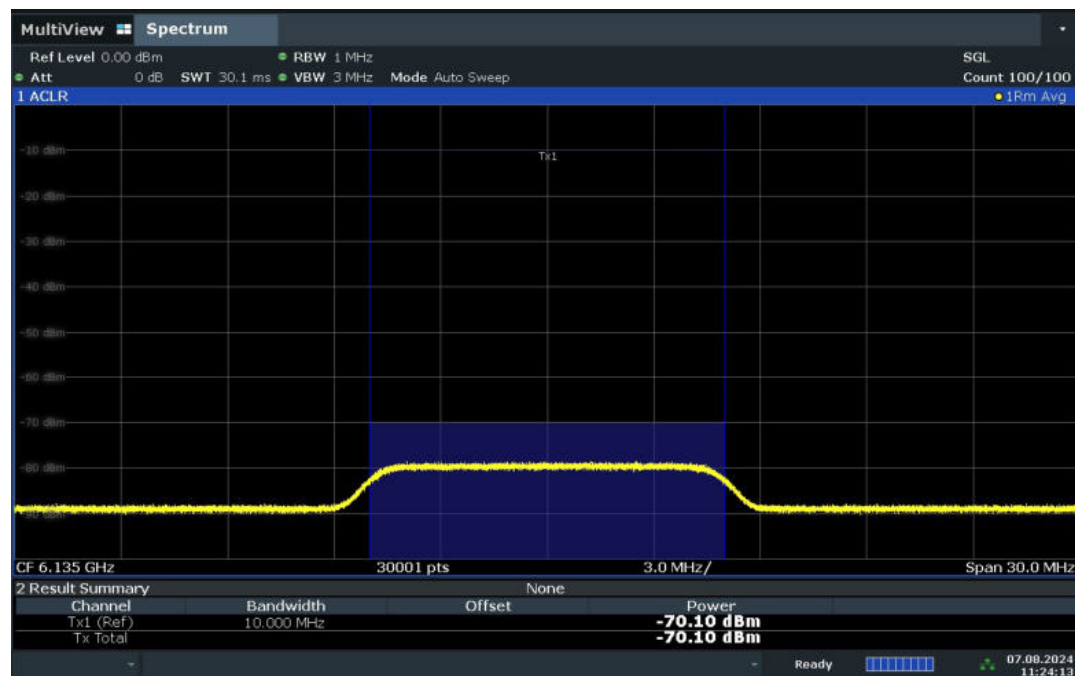 MultiView Spectrum
Ref Level 0.00 dBm RBW 1 MHz SGL
Att 0 dB SWT 30.1 ms VBW 3 MHz Mode Auto Sweep Count 100/100
1 ACLR 1Rm Avg
-10 dBm
Tx1
-20 dBm
-30 dBm
-40 dBm
-50 dBm
-60 dBm
-70 dBm
-80 dBm
-90 dBm
CF 6.135 GHz 30001 pts 3.0 MHz/ Span 30.0 MHz
2 Result Summary None
Channel Bandwidth Offset Power
Tx1 (Ref) 10.000 MHz -70.10 dBm
Tx Total -70.10 dBm
Ready 07.08.2024
11:24:13